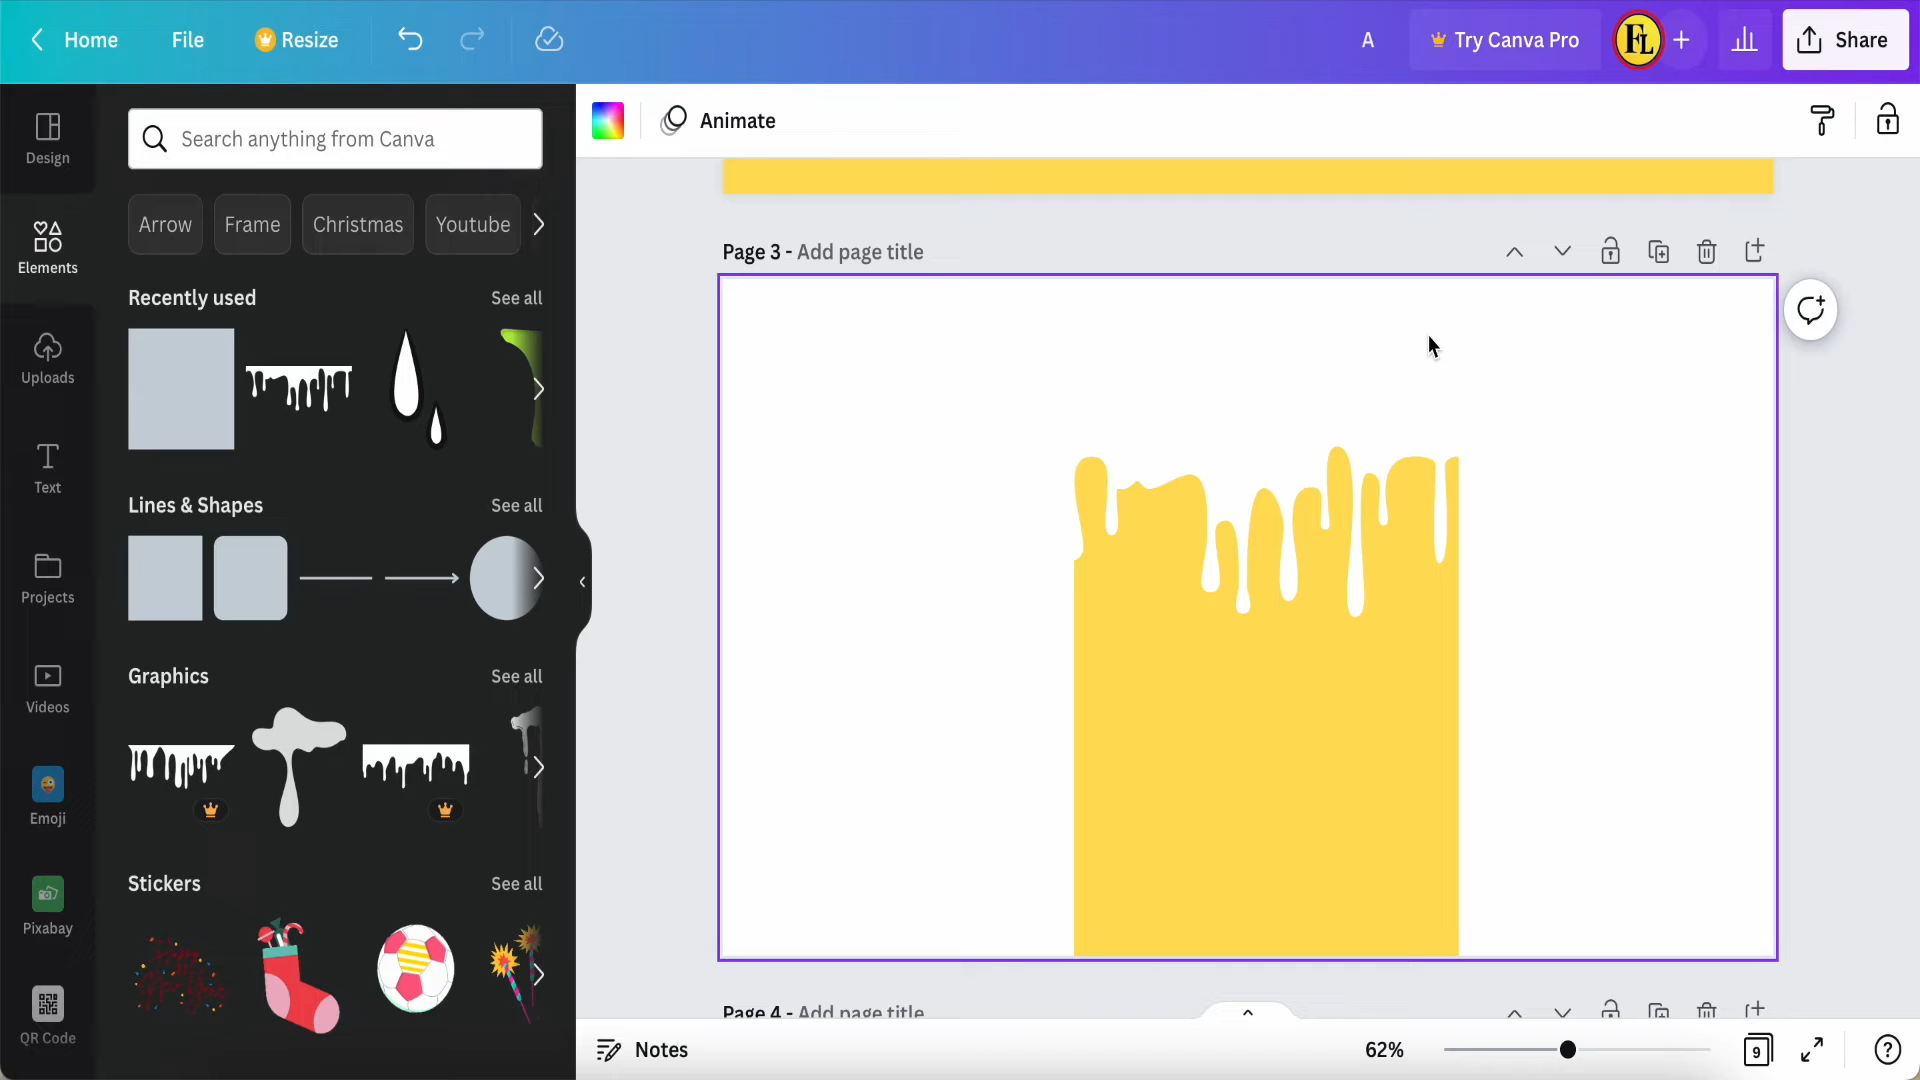 Home
File
Resize
A
Try Canva Pro
FL
Share
Design
Search anything from Canva
Animate
Arrow
Frame
Christmas
Youtube
Elements
Page 3 - Add page title
Recently used
See all
Uploads
Text
Lines & Shapes
See all
Projects
Graphics
See all
Videos
Emoji
Stickers
See all
Pixabay
QR Code
Page 4 - Add page title
Notes
62%
9
?